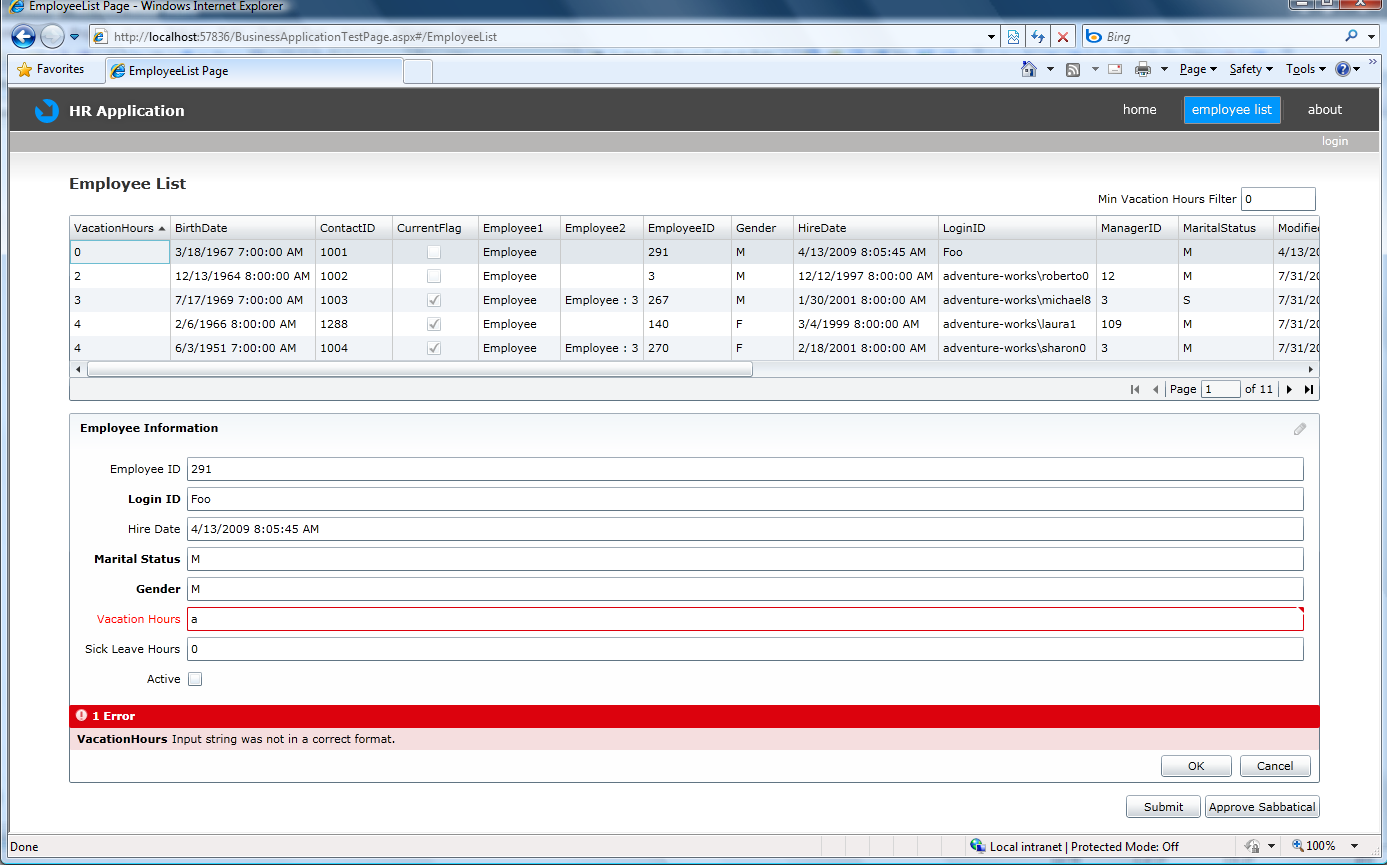 EmployeeList Page - Windows Internet Explorer
http://localhost:57836/BusinessApplicationTestPage.aspx#/EmployeeList Bing
Favorites EmployeeList Page Page Safety Tools
HR Application home employee list about
login
Employee List
Min Vacation Hours Filter 0
VacationHours BirthDate ContactID CurrentFlag Employee1 Employee2 EmployeeID Gender HireDate LoginID ManagerID MaritalStatus Modified
0 3/18/1967 7:00:00 AM 1001 Employee 291 M 4/13/2009 8:05:45 AM Foo M 4/13/20
2 12/13/1964 8:00:00 AM 1002 Employee 3 M 12/12/1997 8:00:00 AM adventure-works\roberto0 12 M 7/31/20
3 7/17/1969 7:00:00 AM 1003 Employee Employee : 3 267 M 1/30/2001 8:00:00 AM adventure-works\michael8 3 S 7/31/20
4 2/6/1966 8:00:00 AM 1288 Employee 140 F 3/4/1999 8:00:00 AM adventure-works\laura1 109 M 7/31/20
4 6/3/1951 7:00:00 AM 1004 Employee Employee : 3 270 F 2/18/2001 8:00:00 AM adventure-works\sharon0 3 M 7/31/20
Page 1 of 11
Employee Information
Employee ID 291
Login ID Foo
Hire Date 4/13/2009 8:05:45 AM
Marital Status M
Gender M
Vacation Hours a
Sick Leave Hours 0
Active
1 Error
VacationHours Input string was not in a correct format.
OK Cancel
Submit Approve Sabbatical
Done Local intranet | Protected Mode: Off 100%